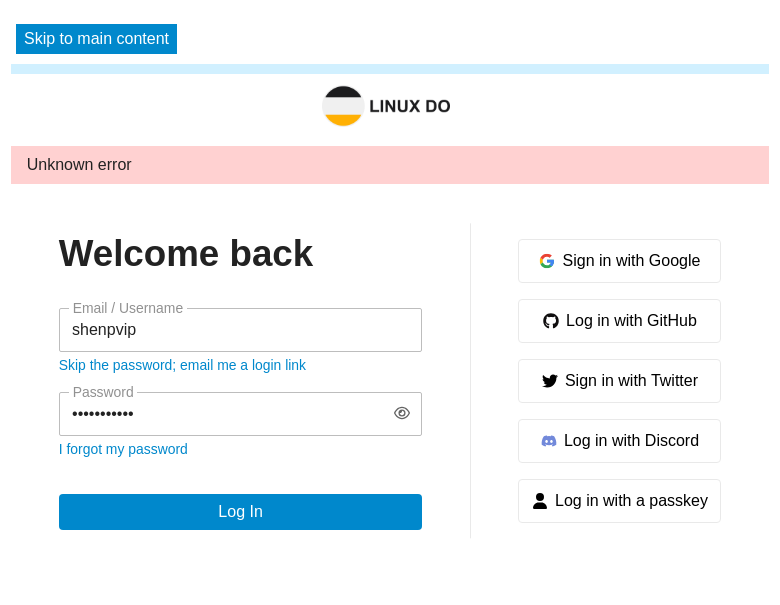 Skip to main content
LINUX DO
Unknown error
Welcome back
Email / Username
shenpvip
Skip the password; email me a login link
Password
•••••••••••
I forgot my password
Log In
Sign in with Google
Log in with GitHub
Sign in with Twitter
Log in with Discord
Log in with a passkey